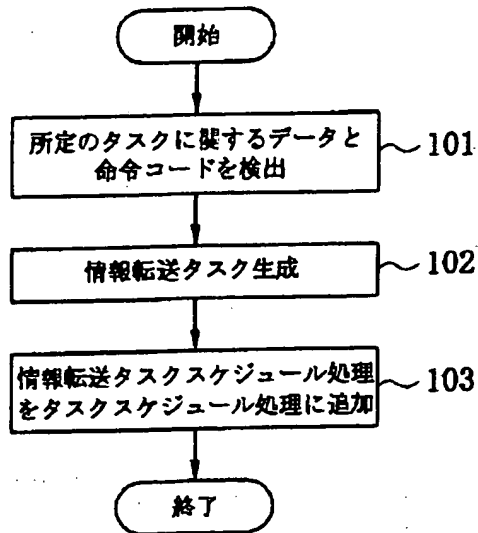 開始
所定のタスクに関するデータと
命令コードを検出
101
情報転送タスク生成
102
情報転送タスクスケジュール処理
をタスクスケジュール処理に追加
103
終了